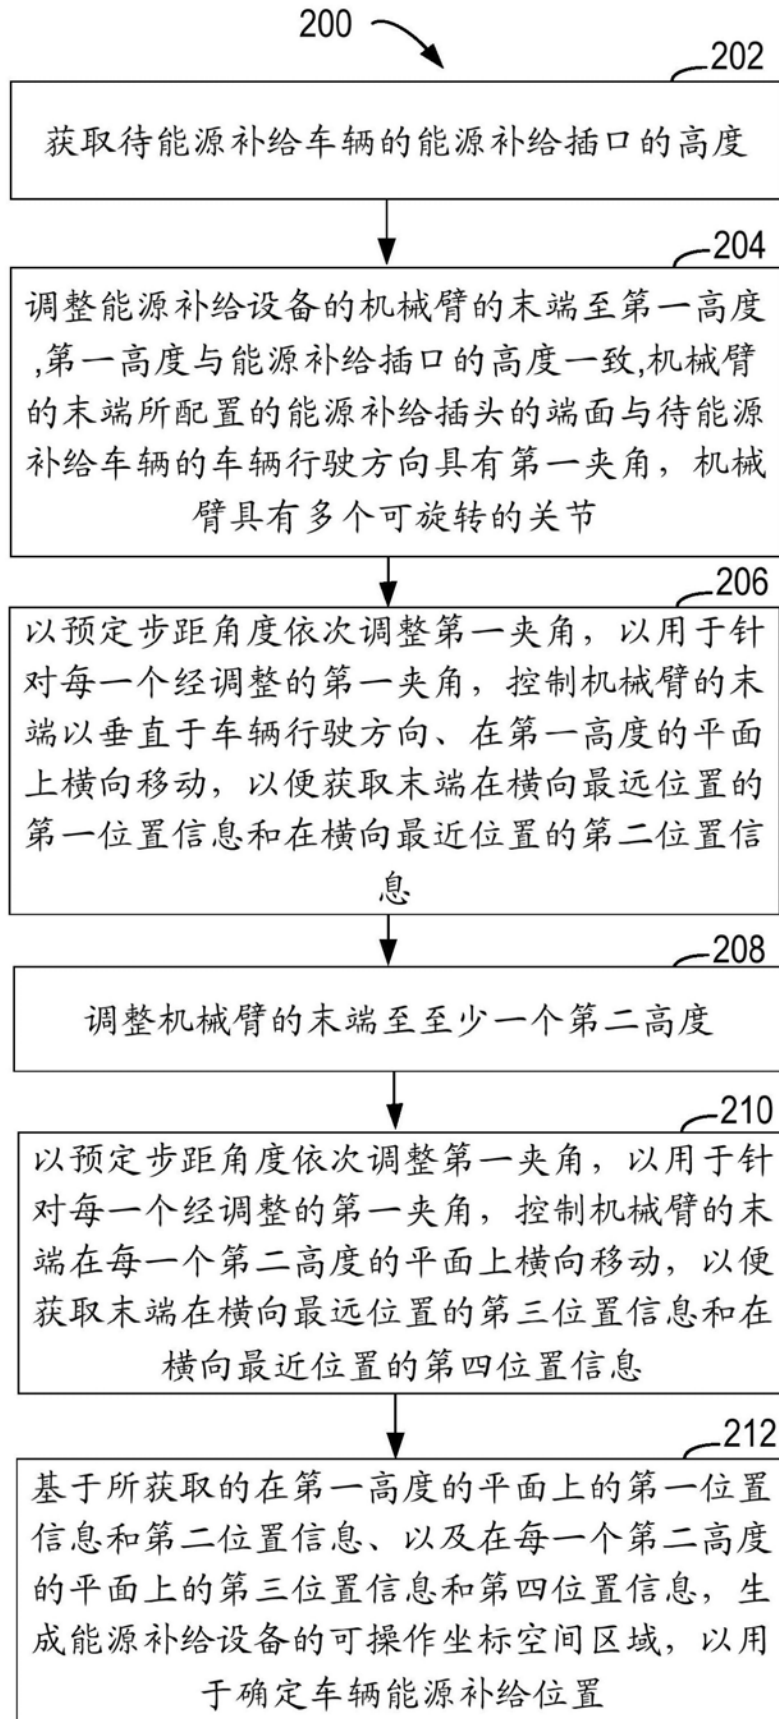 200
202
获取待能源补给车辆的能源补给插口的高度
204
调整能源补给设备的机械臂的末端至第一高度
,第一高度与能源补给插口的高度一致,机械臂
的末端所配置的能源补给插头的端面与待能源
补给车辆的车辆行驶方向具有第一夹角，机械
臂具有多个可旋转的关节
206
以预定步距角度依次调整第一夹角，以用于针
对每一个经调整的第一夹角，控制机械臂的末
端以垂直于车辆行驶方向、在第一高度的平面
上横向移动，以便获取末端在横向最远位置的
第一位置信息和在横向最近位置的第二位置信
息
208
调整机械臂的末端至至少一个第二高度
210
以预定步距角度依次调整第一夹角，以用于针
对每一个经调整的第一夹角，控制机械臂的末
端在每一个第二高度的平面上横向移动，以便
获取末端在横向最远位置的第三位置信息和在
横向最近位置的第四位置信息
212
基于所获取的在第一高度的平面上的第一位置
信息和第二位置信息、以及在每一个第二高度
的平面上的第三位置信息和第四位置信息，生
成能源补给设备的可操作坐标空间区域，以用
于确定车辆能源补给位置